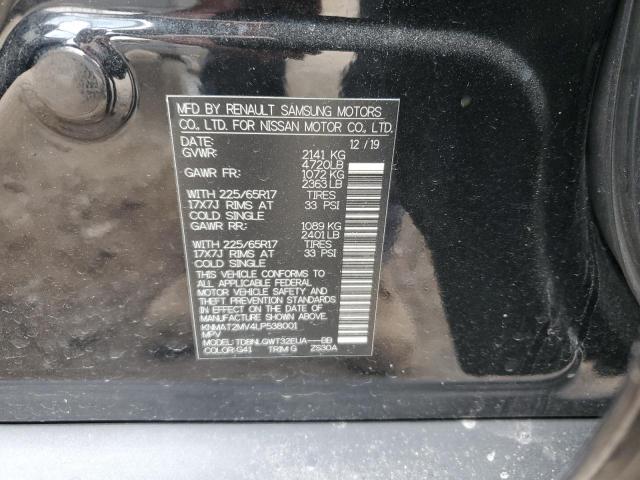 MFD BY RENAULT SAMSUNG MOTORS
CO., LTD. FOR NISSAN MOTOR CO., LTD.
DATE: 12/19
GVWR: 2141 KG
4720LB
GAWR FR: 1072 KG
2363 LB
WITH 225/65R17 TIRES
17X7J RIMS AT 33 PSI
COLD SINGLE
GAWR RR: 1089 KG
2401 LB
WITH 225/65R17 TIRES
17X7J RIMS AT 33 PSI
COLD SINGLE
THIS VEHICLE CONFORMS TO
ALL APPLICABLE FEDERAL
MOTOR VEHICLE SAFETY AND
THEFT PREVENTION STANDARDS IN
EFFECT ON THE DATE OF
MANUFACTURE SHOWN ABOVE.
KNMAT2MV4LP538001
MPV
MODEL: TDBNLGWT32EUA---BB
COLOR: G41 TRIM G ZS30A